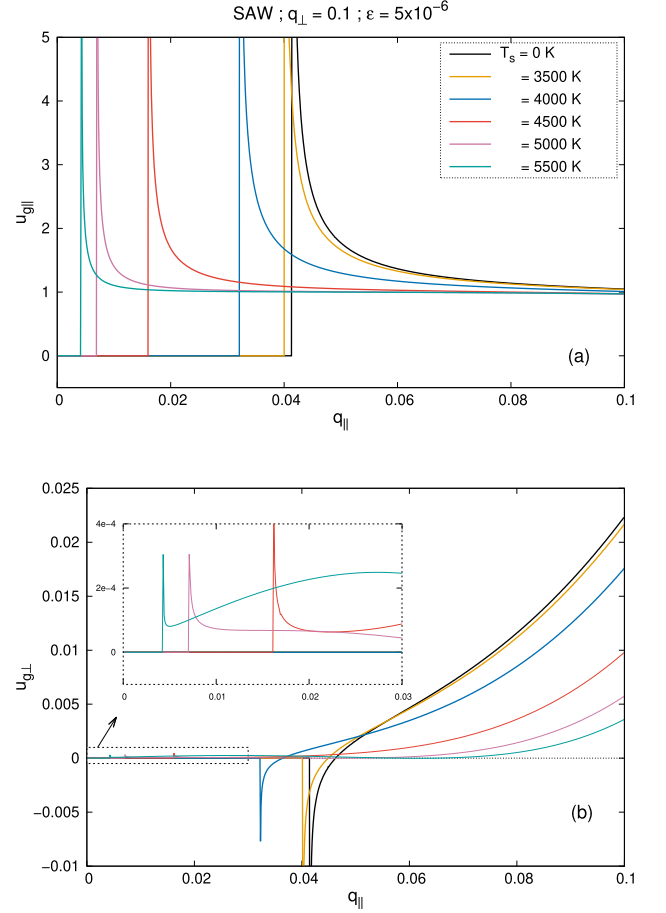 SAW ; q⊥ = 0.1 ; ε = 5x10⁻⁶
5
4
3
2
1
0
u_g∥
T_s = 0 K
= 3500 K
= 4000 K
= 4500 K
= 5000 K
= 5500 K
(a)
0
0.02
0.04
0.06
0.08
0.1
q∥
0.025
0.02
0.015
0.01
0.005
0
−0.005
−0.01
u_g⊥
4e−4
2e−4
0
0
0.01
0.02
0.03
(b)
0
0.02
0.04
0.06
0.08
0.1
q∥